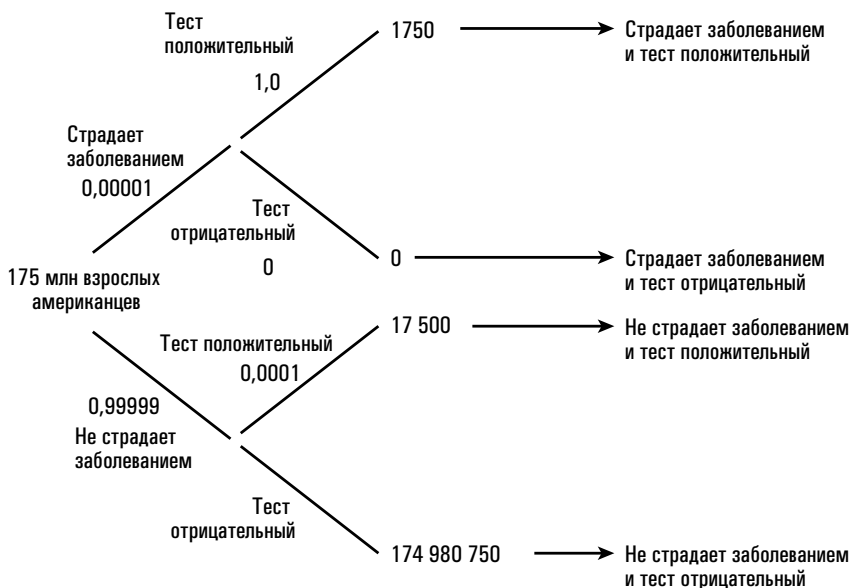 Тест
положительный
1,0
1750
Страдает заболеванием
и тест положительный
Страдает
заболеванием
0,00001
Тест
отрицательный
0
0
Страдает заболеванием
и тест отрицательный
175 млн взрослых
американцев
Тест положительный
0,0001
17 500
Не страдает заболеванием
и тест положительный
0,99999
Не страдает
заболеванием
Тест
отрицательный
174 980 750
Не страдает заболеванием
и тест отрицательный